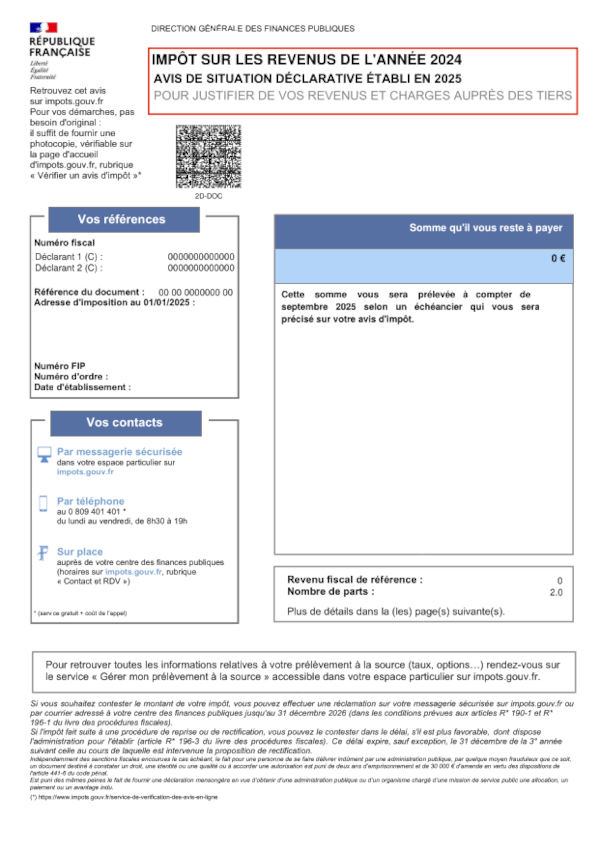 DIRECTION GÉNÉRALE DES FINANCES PUBLIQUES
RÉPUBLIQUE
FRANÇAISE
Liberté
Égalité
Fraternité
IMPÔT SUR LES REVENUS DE L'ANNÉE 2024
AVIS DE SITUATION DÉCLARATIVE ÉTABLI EN 2025
POUR JUSTIFIER DE VOS REVENUS ET CHARGES AUPRÈS DES TIERS
Retrouvez cet avis
sur impots.gouv.fr
Pour vos démarches, pas
besoin d'original :
il suffit de fournir une
photocopie, vérifiable sur
la page d'accueil
d'impots.gouv.fr, rubrique
« Vérifier un avis d'impôt »*
2D-DOC
Vos références
Numéro fiscal
Déclarant 1 (C) : 0000000000000
Déclarant 2 (C) : 0000000000000
Référence du document : 00 00 0000000 00
Adresse d'imposition au 01/01/2025 :
Numéro FIP
Numéro d'ordre :
Date d'établissement :
Somme qu'il vous reste à payer
0 €
Cette somme vous sera prélevée à compter de
septembre 2025 selon un échéancier qui vous sera
précisé sur votre avis d'impôt.
Vos contacts
Par messagerie sécurisée
dans votre espace particulier sur
impots.gouv.fr
Par téléphone
au 0 809 401 401 *
du lundi au vendredi, de 8h30 à 19h
Sur place
auprès de votre centre des finances publiques
(horaires sur impots.gouv.fr, rubrique
« Contact et RDV »)
* (service gratuit + coût de l'appel)
Revenu fiscal de référence : 0
Nombre de parts : 2.0
Plus de détails dans la (les) page(s) suivante(s).
Pour retrouver toutes les informations relatives à votre prélèvement à la source (taux, options…) rendez-vous sur
le service « Gérer mon prélèvement à la source » accessible dans votre espace particulier sur impots.gouv.fr.
Si vous souhaitez contester le montant de votre impôt, vous pouvez effectuer une réclamation sur votre messagerie sécurisée sur impots.gouv.fr ou
par courrier adressé à votre centre des finances publiques jusqu'au 31 décembre 2026 (dans les conditions prévues aux articles R* 190-1 et R*
196-1 du livre des procédures fiscales).
Si l'impôt fait suite à une procédure de reprise ou de rectification, vous pouvez le contester dans le délai, s'il est plus favorable, dont dispose
l'administration pour l'établir (article R* 196-3 du livre des procédures fiscales). Ce délai expire, sauf exception, le 31 décembre de la 3° année
suivant celle au cours de laquelle est intervenue la proposition de rectification.
Indépendamment des sanctions fiscales encourues le cas échéant, le fait pour une personne de se faire délivrer indûment par une administration publique, par quelque moyen frauduleux que ce soit,
un document destiné à constater un droit, une identité ou une qualité ou à accorder une autorisation est puni de deux ans d'emprisonnement et de 30 000 € d'amende en vertu des dispositions de
l'article 441-6 du code pénal.
Est puni des mêmes peines le fait de fournir une déclaration mensongère en vue d'obtenir d'une administration publique ou d'un organisme chargé d'une mission de service public une allocation, un
paiement ou un avantage indu.
(*) https://www.impots.gouv.fr/service-de-verification-des-avis-en-ligne